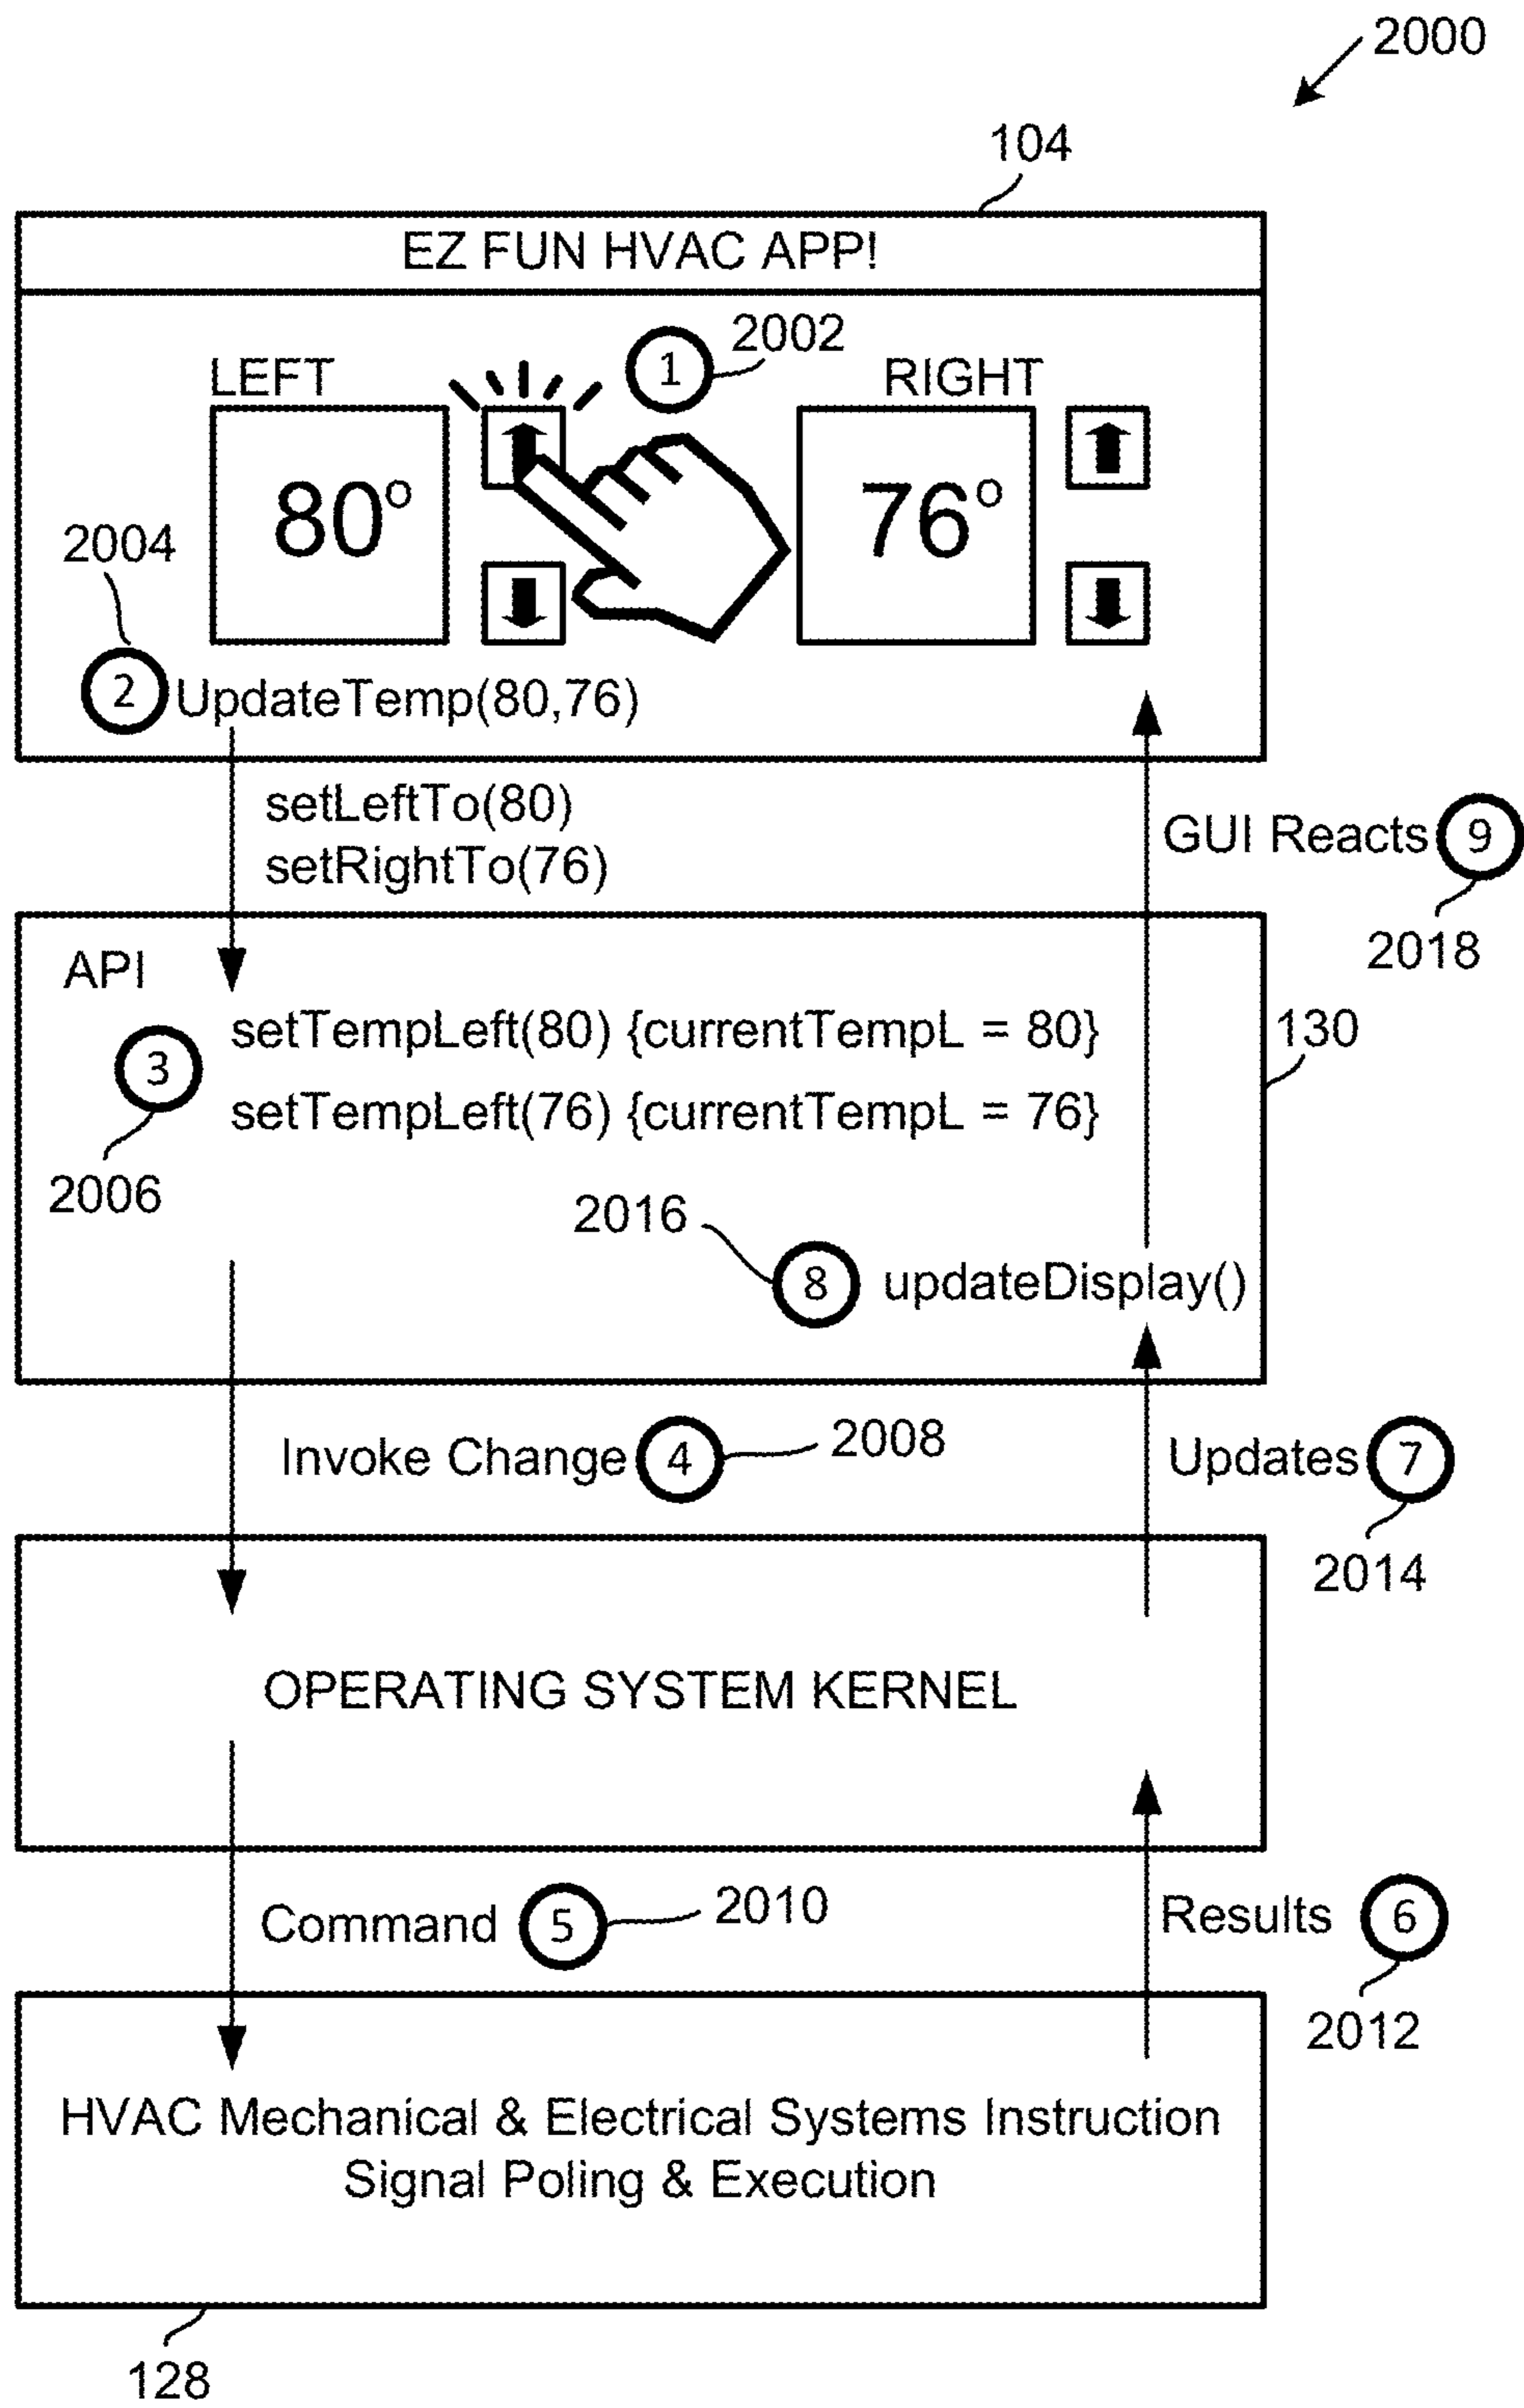 2000
104
EZ FUN HVAC APP!
1 2002
LEFT
RIGHT
80°
76°
2004
2 UpdateTemp(80,76)
setLeftTo(80)
setRightTo(76)
GUI Reacts 9
2018
API
setTempLeft(80) {currentTempL = 80}
130
3
setTempLeft(76) {currentTempL = 76}
2006
2016
8 updateDisplay()
Invoke Change 4 2008
Updates 7
2014
OPERATING SYSTEM KERNEL
Command 5 2010
Results 6
2012
HVAC Mechanical & Electrical Systems Instruction
Signal Poling & Execution
128